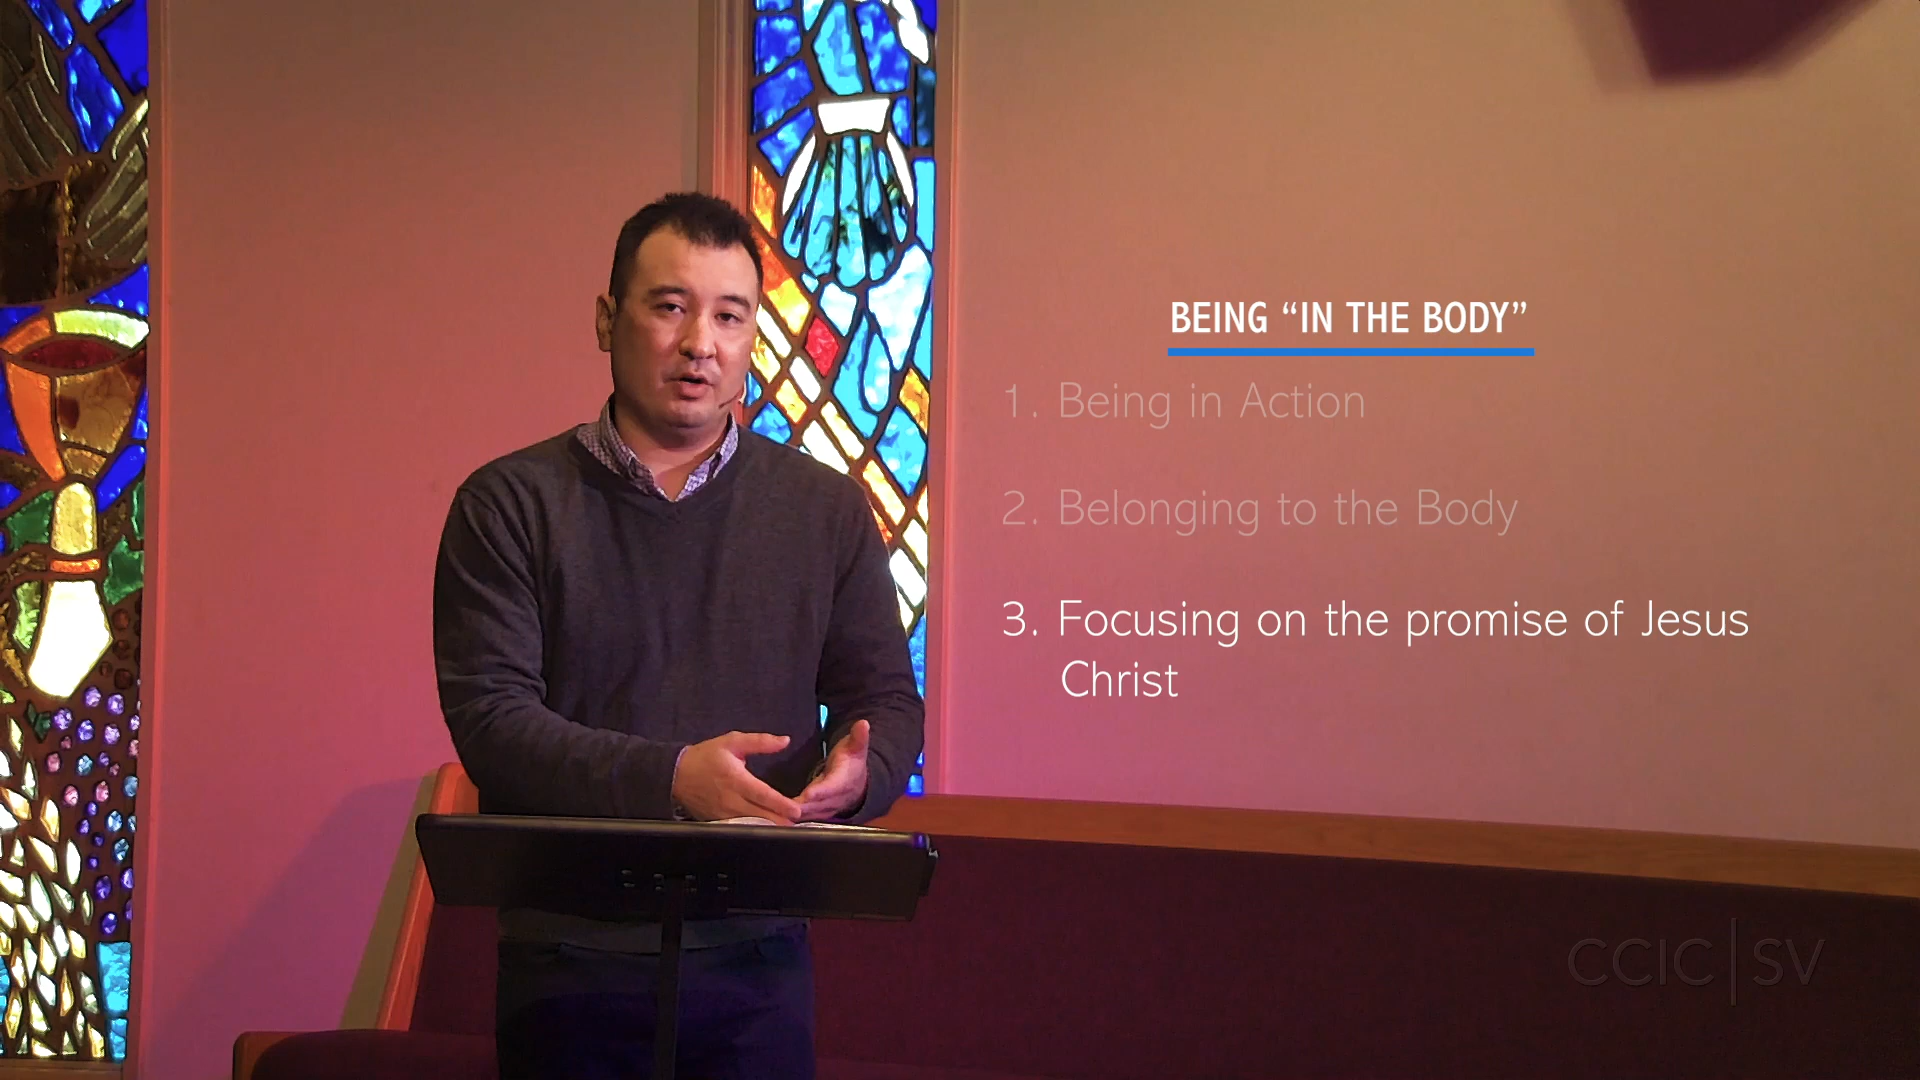 BEING “IN THE BODY”
1. Being in Action
2. Belonging to the Body
3. Focusing on the promise of Jesus
Christ
CCIC|SV